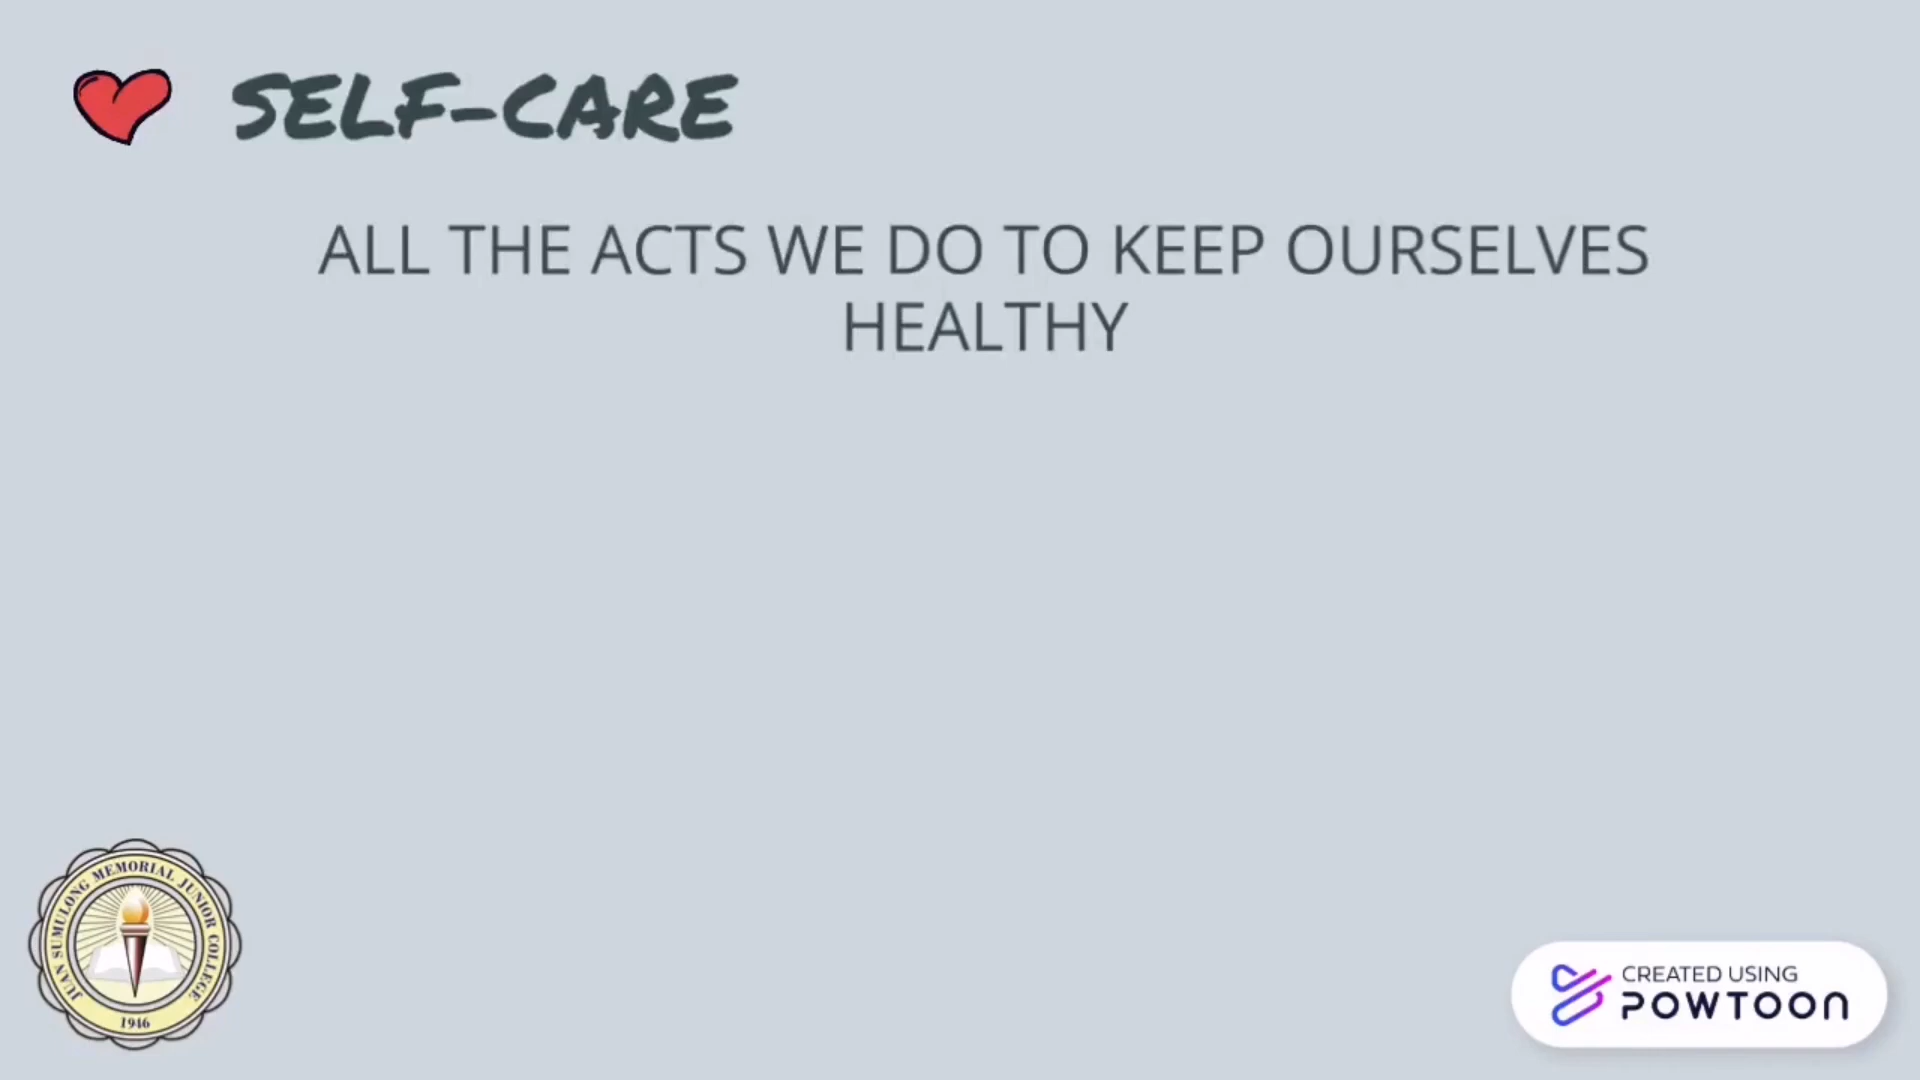 SELF-CARE
ALL THE ACTS WE DO TO KEEP OURSELVES
HEALTHY
JUAN SUMULONG MEMORIAL JUNIOR COLLEGE
1946
CREATED USING
POWTOON